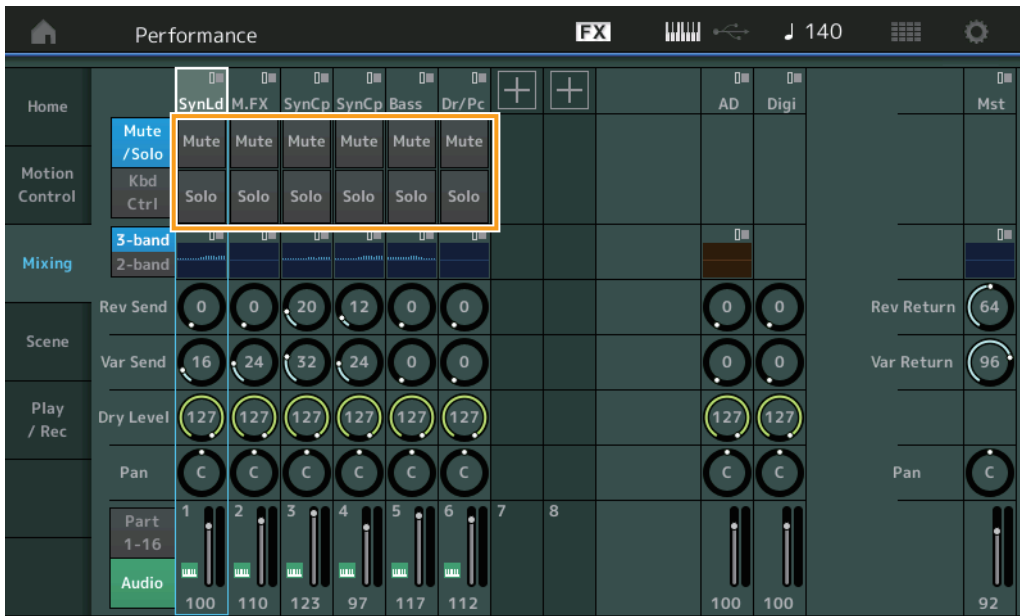 Performance FX 140
SynLd M.FX SynCp SynCp Bass Dr/Pc AD Digi Mst
Home
Mute /Solo
Mute Mute Mute Mute Mute Mute
Kbd Ctrl
Solo Solo Solo Solo Solo Solo
Motion Control
3-band
2-band
Mixing
Rev Send 0 0 20 12 0 0 0 0 Rev Return 64
Scene
Var Send 16 24 32 24 0 0 0 0 Var Return 96
Play / Rec
Dry Level 127 127 127 127 127 127 127 127
Pan C C C C C C C C Pan C
Part 1-16
1 2 3 4 5 6 7 8
Audio
100 110 123 97 117 112 100 100 92